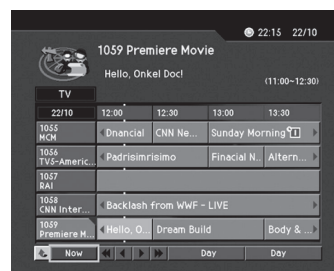 22:15 22/10
1059 Premiere Movie
Hello, Onkel Doc!
(11:00~12:30)
TV
22/10 12:00 12:30 13:00 13:30
1055 MCM Dnancial CNN Ne... Sunday Morning
1056 TV5-Americ... Padrisimrisimo Finacial N.. Altern...
1057 RAI
1058 CNN Inter... Backlash from WWF - LIVE
1059 Premiere M... Hello, O... Dream Build Body & ...
Now Day Day